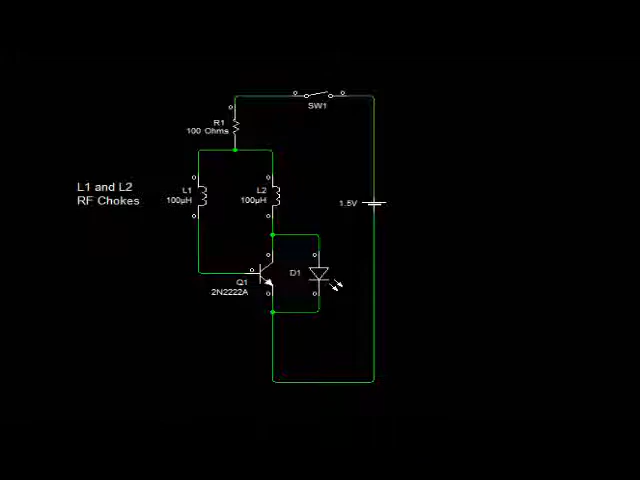 SW1
R1
100 Ohms
L1 and L2
RF Chokes
L1
100µH
L2
100µH
1.5V
D1
Q1
2N2222A